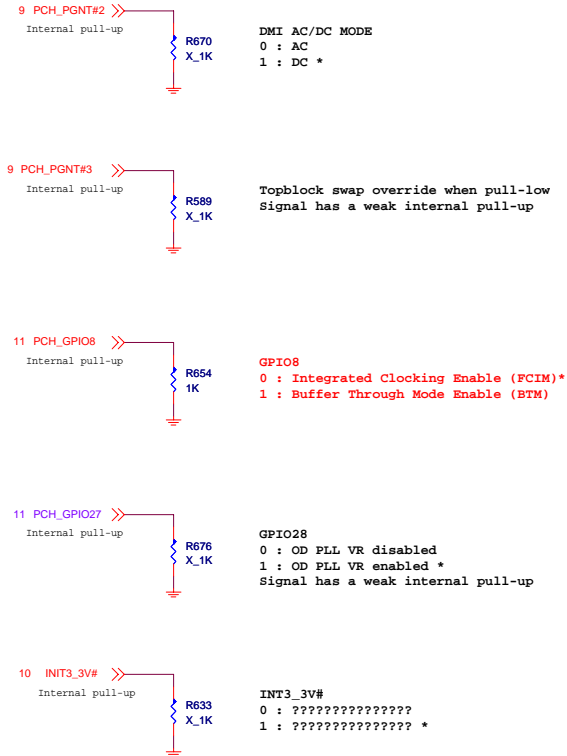 9 PCH_PGNT#2
Internal pull-up
R670
X_1K
DMI AC/DC MODE
0 : AC
1 : DC *
9 PCH_PGNT#3
Internal pull-up
R589
X_1K
Topblock swap override when pull-low
Signal has a weak internal pull-up
11 PCH_GPIO8
Internal pull-up
R654
1K
GPIO8
0 : Integrated Clocking Enable (FCIM)*
1 : Buffer Through Mode Enable (BTM)
11 PCH_GPIO27
Internal pull-up
R676
X_1K
GPIO28
0 : OD PLL VR disabled
1 : OD PLL VR enabled *
Signal has a weak internal pull-up
10 INIT3_3V#
Internal pull-up
R633
X_1K
INT3_3V#
0 : ???????????????
1 : ??????????????? *